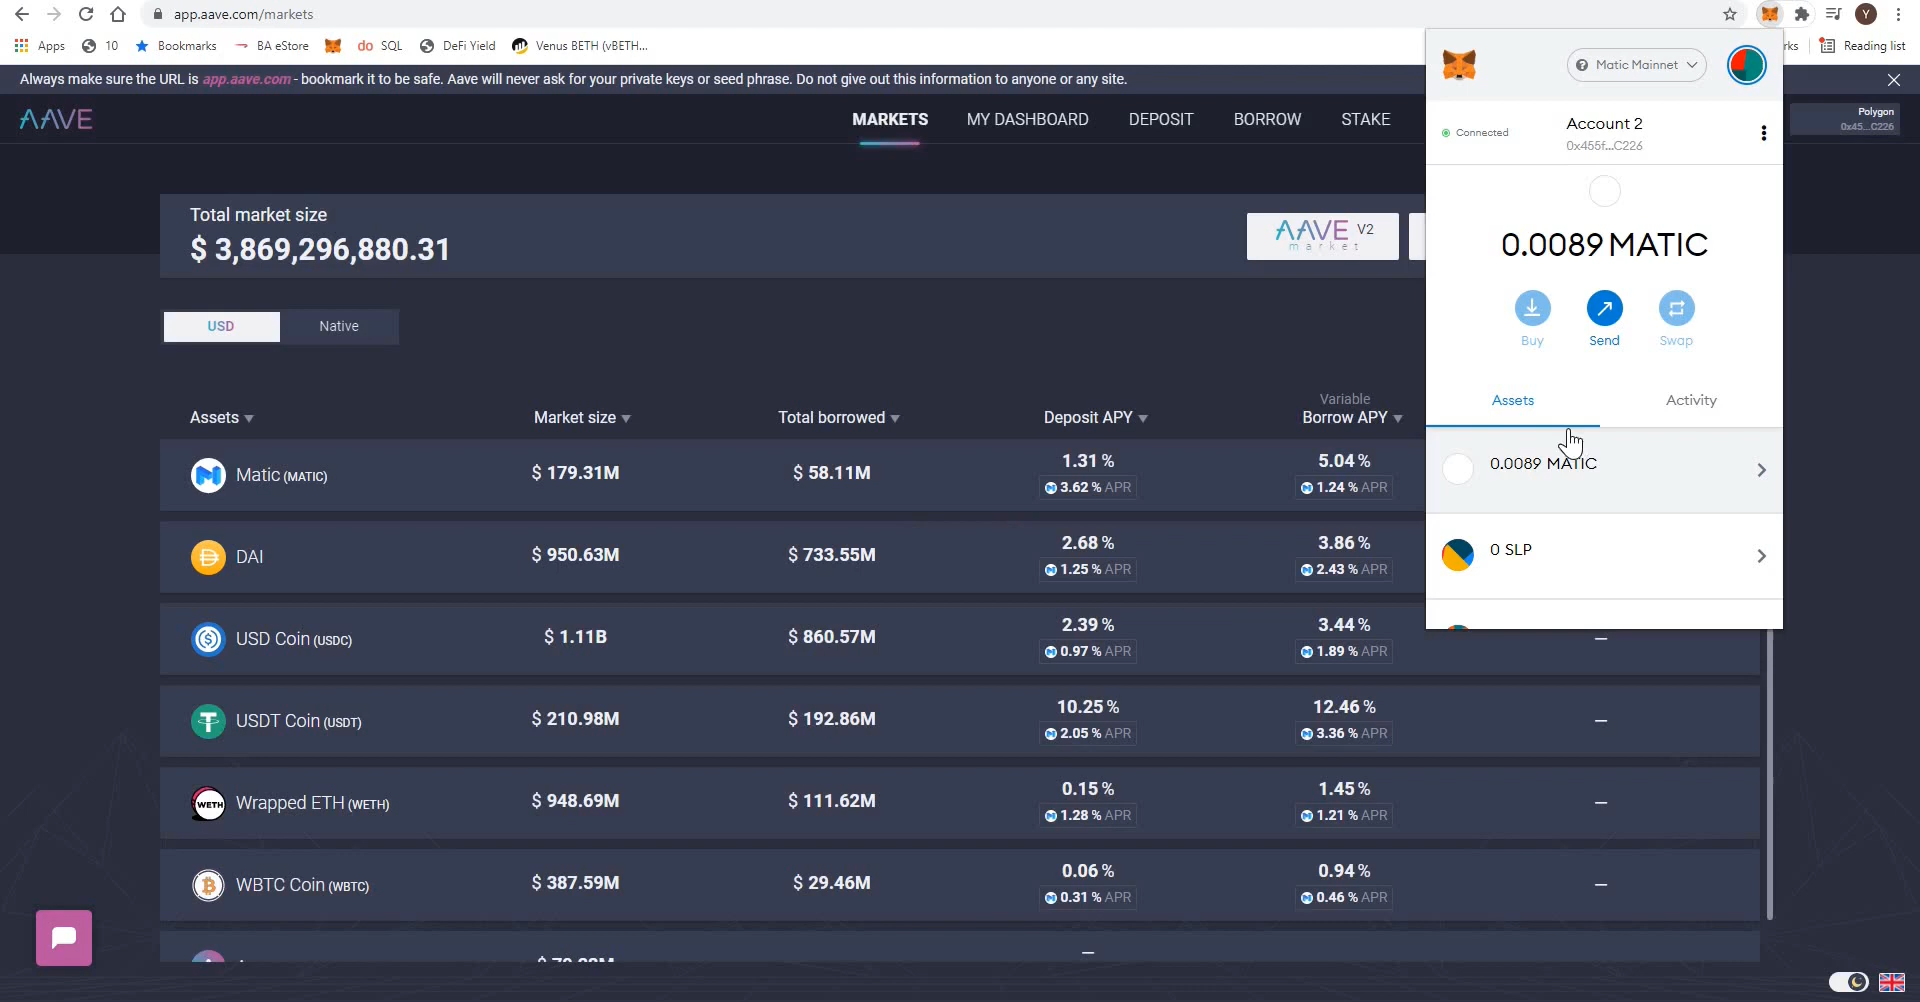 app.aave.com/markets
Y
Apps
10
Bookmarks
BA eStore
do SQL
DeFi Yield
Venus BETH (vBETH...
rks
Reading list
Always make sure the URL is app.aave.com - bookmark it to be safe. Aave will never ask for your private keys or seed phrase. Do not give out this information to anyone or any site.
AAVE
MARKETS
MY DASHBOARD
DEPOSIT
BORROW
STAKE
Polygon
0x45...C226
Total market size
$ 3,869,296,880.31
AAVE V2
market
USD
Native
Assets
Market size
Total borrowed
Deposit APY
Variable
Borrow APY
Matic (MATIC)
$ 179.31M
$ 58.11M
1.31 %
3.62 % APR
5.04 %
1.24 % APR
DAI
$ 950.63M
$ 733.55M
2.68 %
1.25 % APR
3.86 %
2.43 % APR
USD Coin (USDC)
$ 1.11B
$ 860.57M
2.39 %
0.97 % APR
3.44 %
1.89 % APR
—
USDT Coin (USDT)
$ 210.98M
$ 192.86M
10.25 %
2.05 % APR
12.46 %
3.36 % APR
—
WETH
Wrapped ETH (WETH)
$ 948.69M
$ 111.62M
0.15 %
1.28 % APR
1.45 %
1.21 % APR
—
WBTC Coin (WBTC)
$ 387.59M
$ 29.46M
0.06 %
0.31 % APR
0.94 %
0.46 % APR
—
—
Matic Mainnet
Connected
Account 2
0x455f...C226
0.0089 MATIC
Buy
Send
Swap
Assets
Activity
0.0089 MATIC
0 SLP